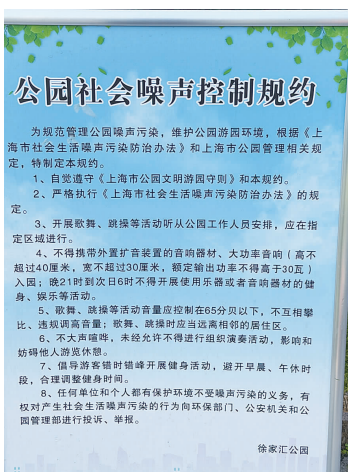 公园社会噪声控制规约
为规范管理公园噪声污染，维护公园游园环境，根据《上
海市社会生活噪声污染防治办法》和上海市公园管理相关规
定，特制定本规约。
1、自觉遵守《上海市公园文明游园守则》和本规约。
2、严格执行《上海市社会生活噪声污染防治办法》的规
定。
3、开展歌舞、跳操等活动听从公园工作人员安排，应在指
定区域进行。
4、不得携带外置扩音装置的音响器材、大功率音响（高不
超过40厘米，宽不超过30厘米，额定输出功率不得高于30瓦）
入园；晚21时到次日6时不得开展使用乐器或者音响器材的健
身、娱乐等活动。
5、歌舞、跳操等活动音量应控制在65分贝以下，不互相攀
比、违规调高音量；歌舞、跳操时应当远离相邻的居住区。
6、不大声喧哗，未经允许不得进行组织演奏活动，影响和
妨碍他人游览休憩。
7、倡导游客错时错峰开展健身活动，避开早晨、午休时
段，合理调整健身时间。
8、任何单位和个人都有保护环境不受噪声污染的义务，有
权对产生社会生活噪声污染的行为向环保部门、公安机关和公
园管理部进行投诉、举报。
徐家汇公园